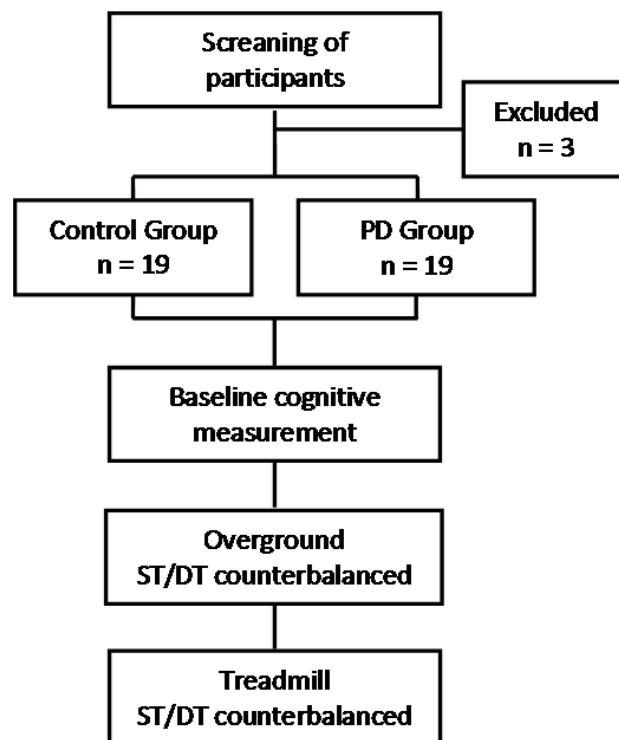 Screaning of
participants
Excluded
n = 3
Control Group
n = 19
PD Group
n = 19
Baseline cognitive
measurement
Overground
ST/DT counterbalanced
Treadmill
ST/DT counterbalanced